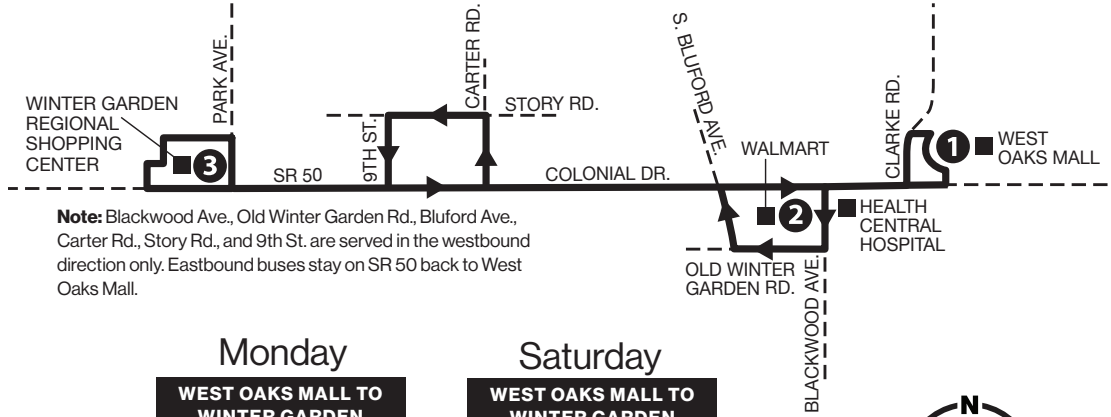 S. BLUFORD AVE.
CARTER RD.
PARK AVE.
CLARKE RD.
STORY RD.
WINTER GARDEN
REGIONAL
SHOPPING
CENTER
9TH ST.
WALMART
1
WEST
OAKS MALL
3
SR 50
COLONIAL DR.
2
HEALTH
CENTRAL
HOSPITAL
Note: Blackwood Ave., Old Winter Garden Rd., Bluford Ave.,
Carter Rd., Story Rd., and 9th St. are served in the westbound
direction only. Eastbound buses stay on SR 50 back to West
Oaks Mall.
OLD WINTER
GARDEN RD.
BLACKWOOD AVE.
Monday
WEST OAKS MALL TO
WINTER GARDEN
Saturday
WEST OAKS MALL TO
WINTER GARDEN
N